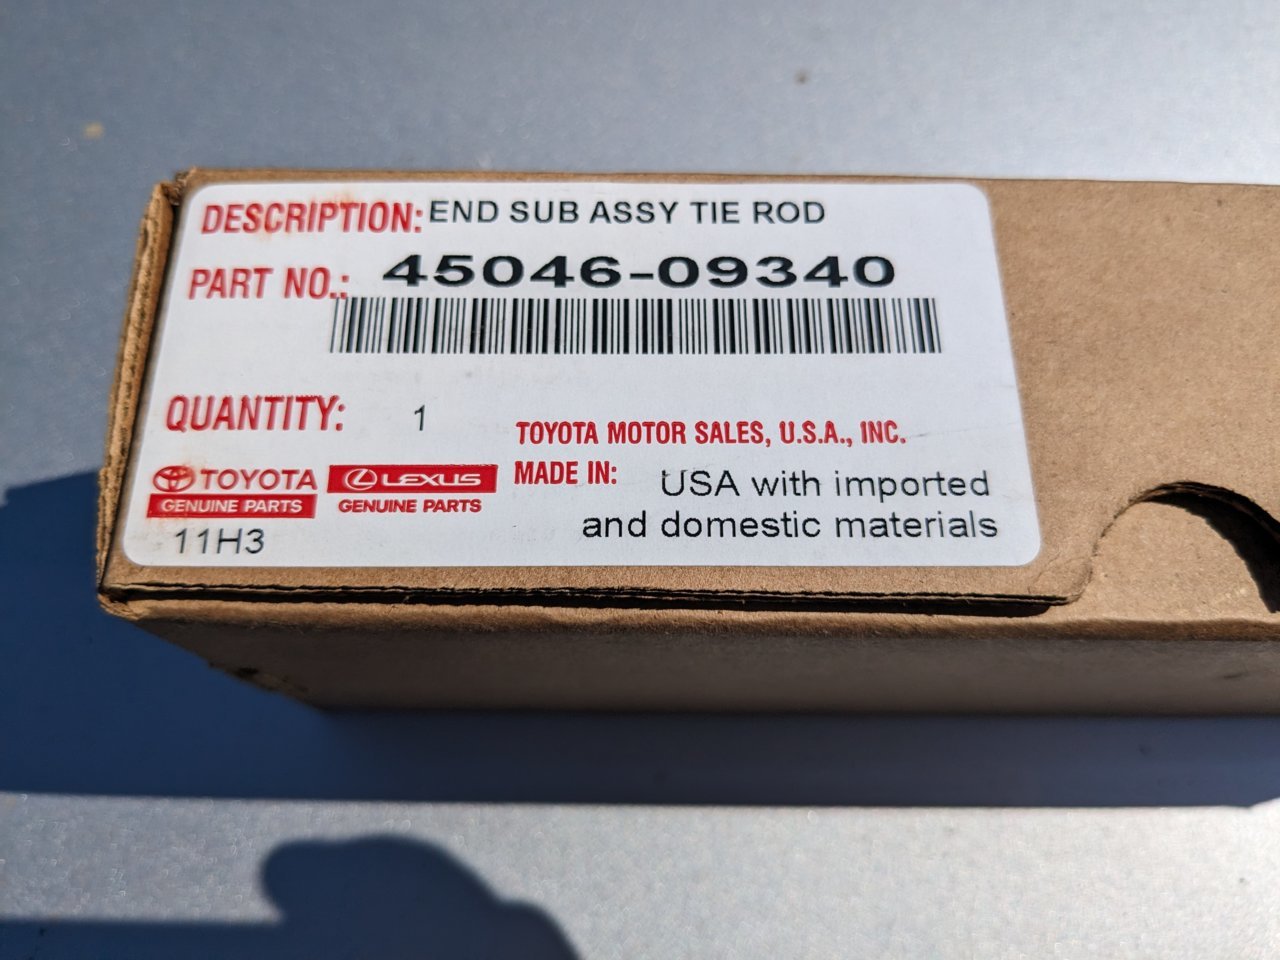 DESCRIPTION: END SUB ASSY TIE ROD
PART NO.: 45046-09340
QUANTITY: 1
TOYOTA MOTOR SALES, U.S.A., INC.
MADE IN: USA with imported
and domestic materials
TOYOTA
GENUINE PARTS
LEXUS
GENUINE PARTS
11H3